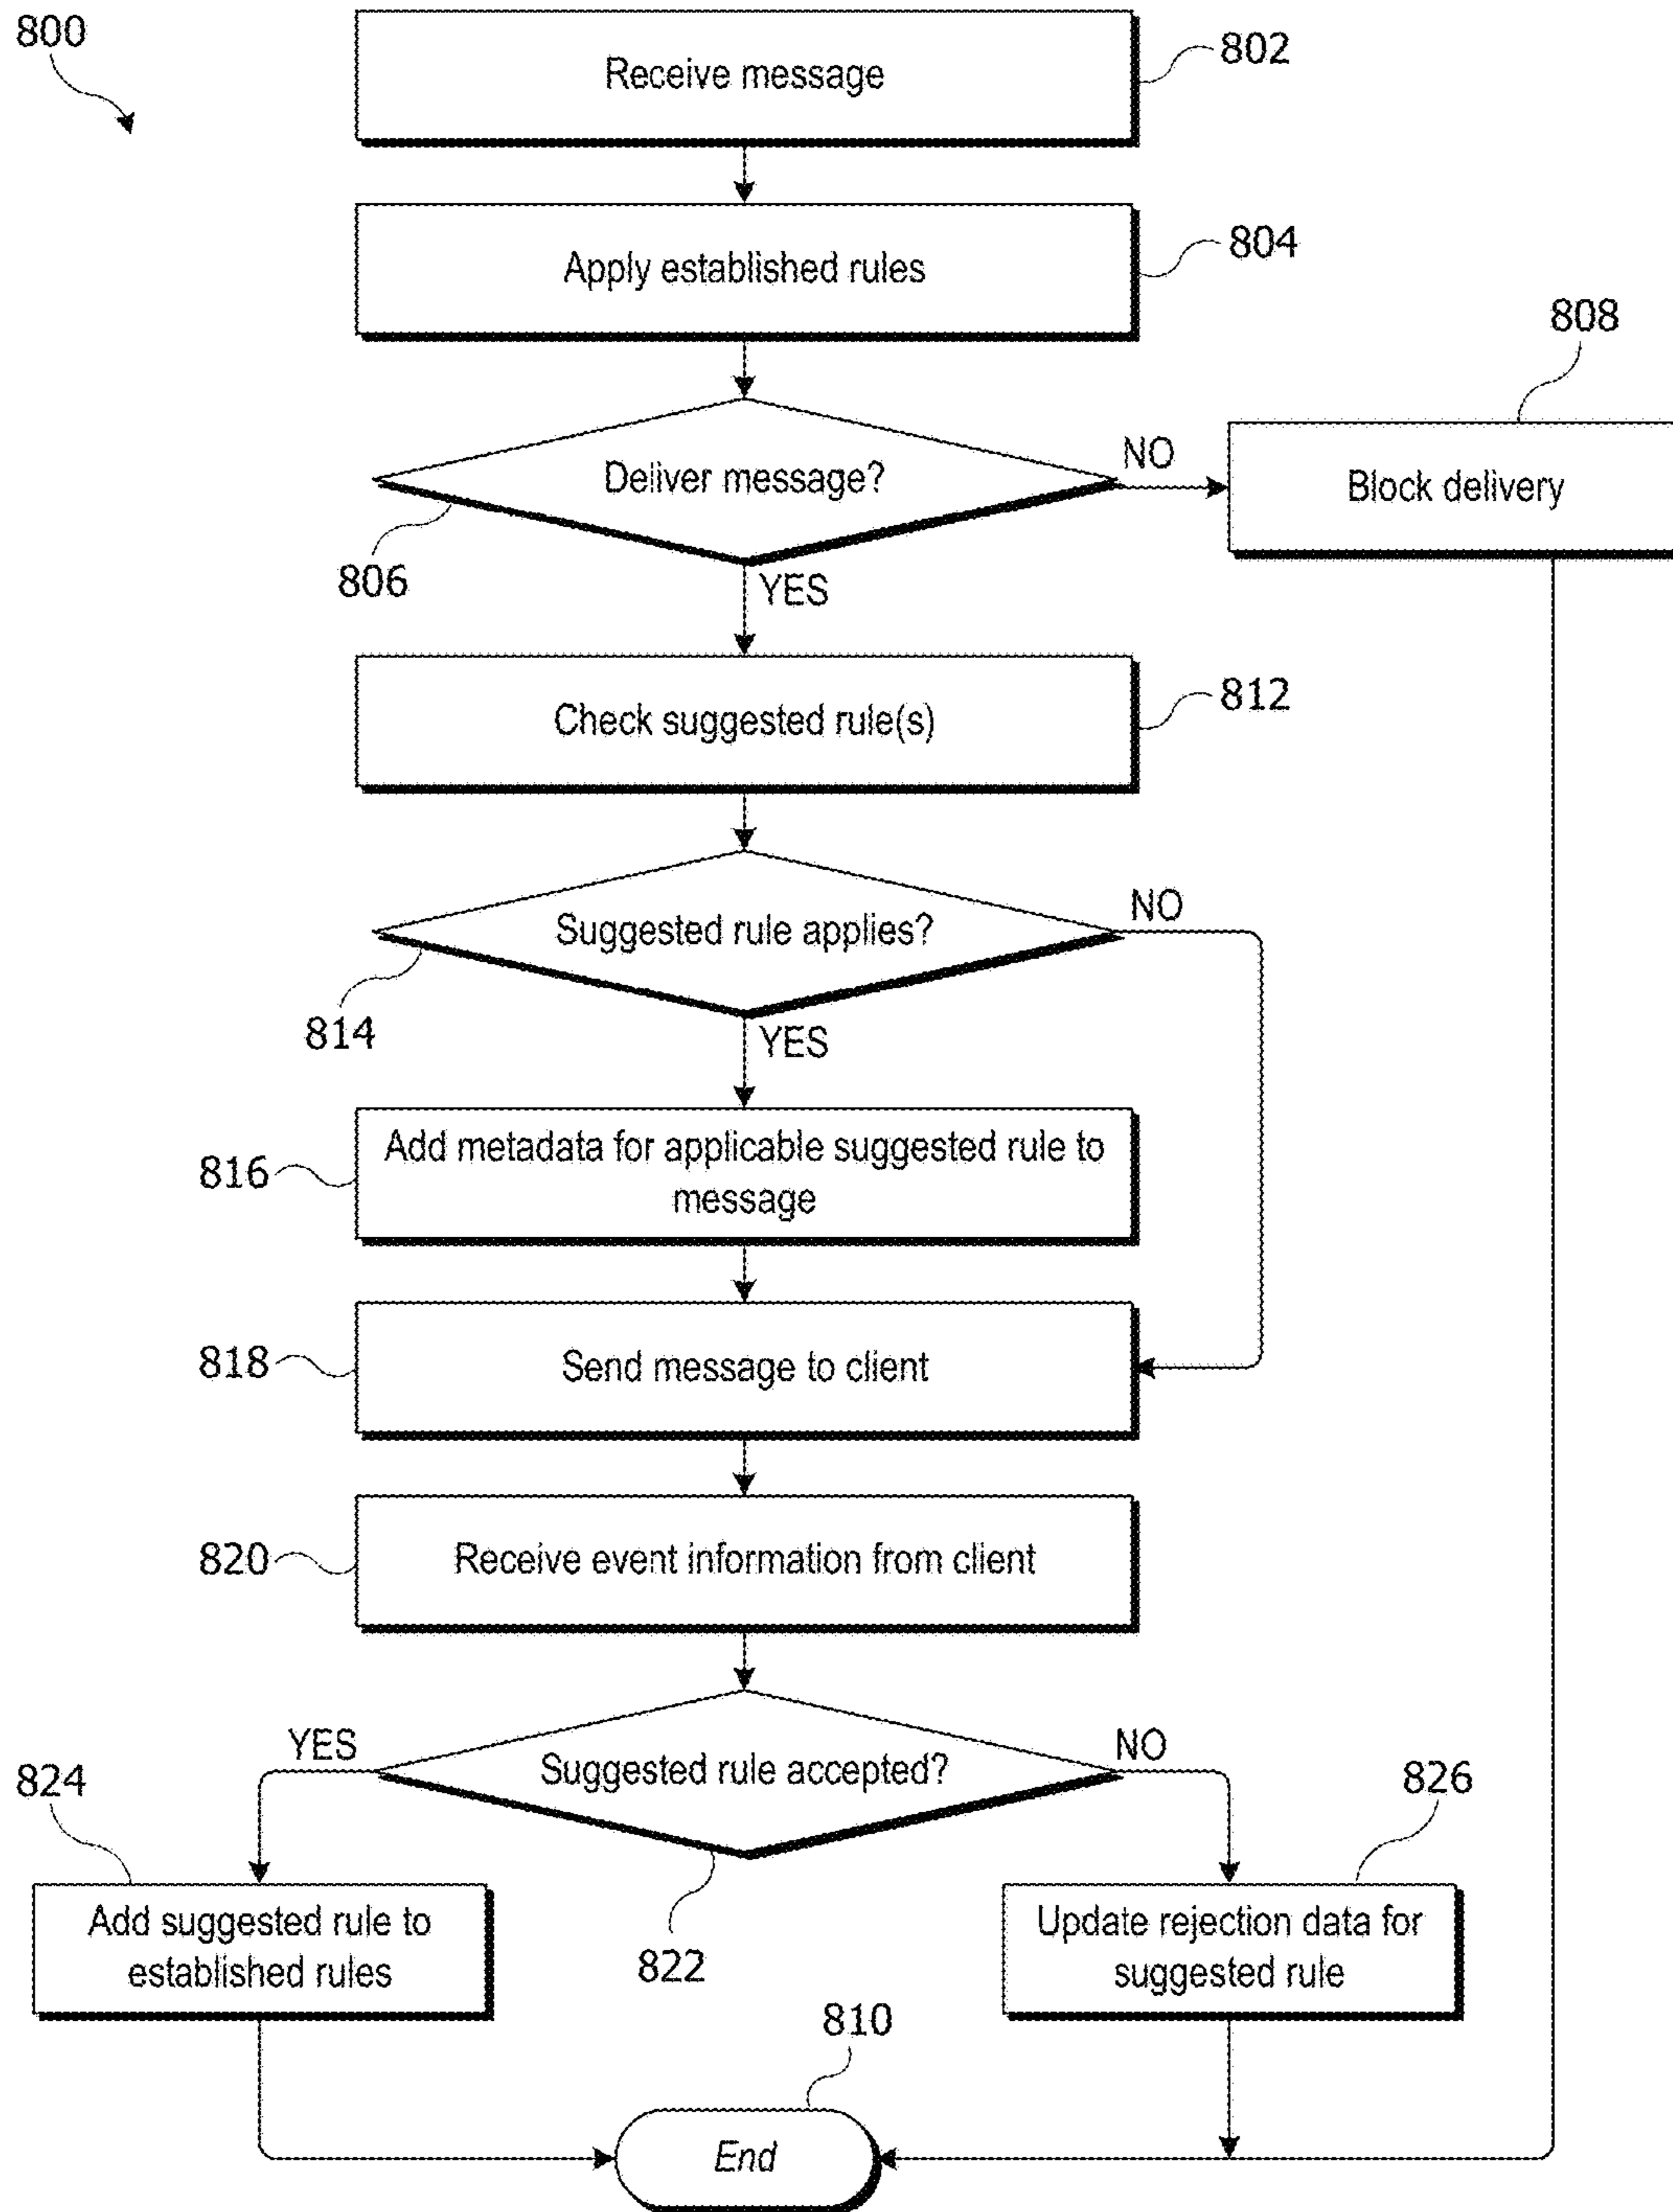 800
Receive message
802
Apply established rules
804
808
Deliver message?
NO
Block delivery
806
YES
Check suggested rule(s)
812
Suggested rule applies?
NO
814
YES
816
Add metadata for applicable suggested rule to
message
818
Send message to client
820
Receive event information from client
YES
Suggested rule accepted?
NO
824
826
822
Add suggested rule to
established rules
Update rejection data for
suggested rule
810
End